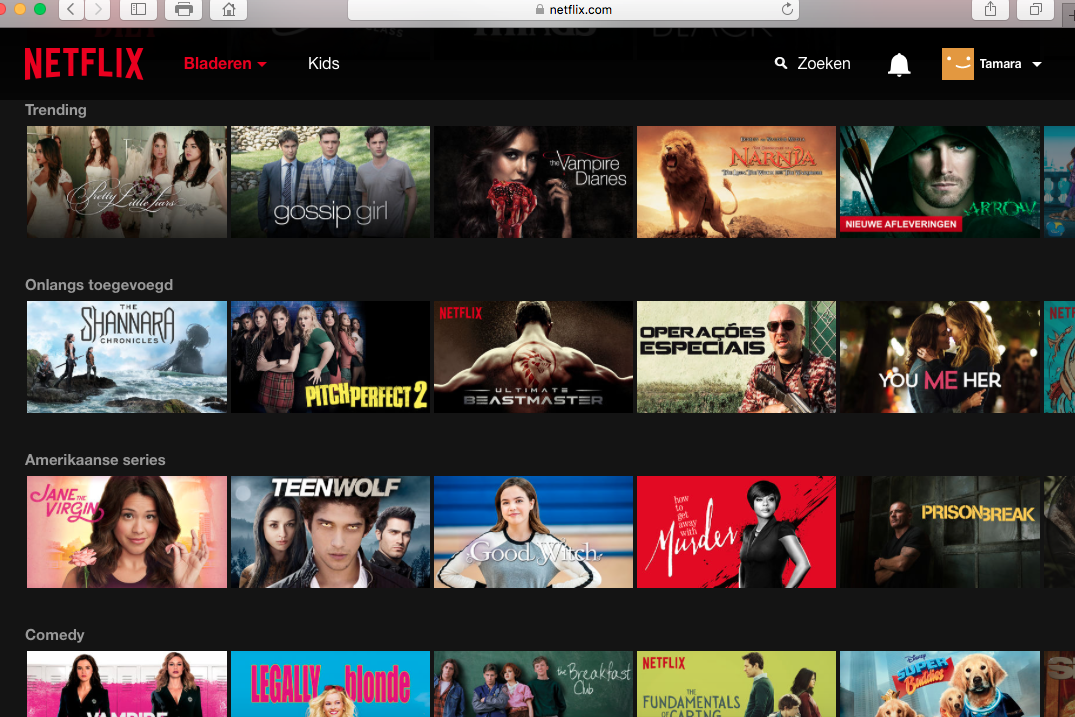 netflix.com
NETFLIX
Bladeren
Kids
Zoeken
Tamara
Trending
Pretty Little Liars
gossip girl
the Vampire
Diaries
NARNIA
ARROW
NIEUWE AFLEVERINGEN
Onlangs toegevoegd
THE
SHANNARA
CHRONICLES
PITCH PERFECT 2
NETFLIX
ULTIMATE
BEASTMASTER
OPERAÇÕES
ESPECIAIS
YOU ME HER
Amerikaanse series
JANE THE
VIRGIN
TEEN WOLF
Good Witch
how
to
get
away
with
Murder
PRISON BREAK
Comedy
VAMPIRE
LEGALLY blonde
the Breakfast
Club
NETFLIX
THE
FUNDAMENTALS
OF CARING
Disney
SUPER
Buddies